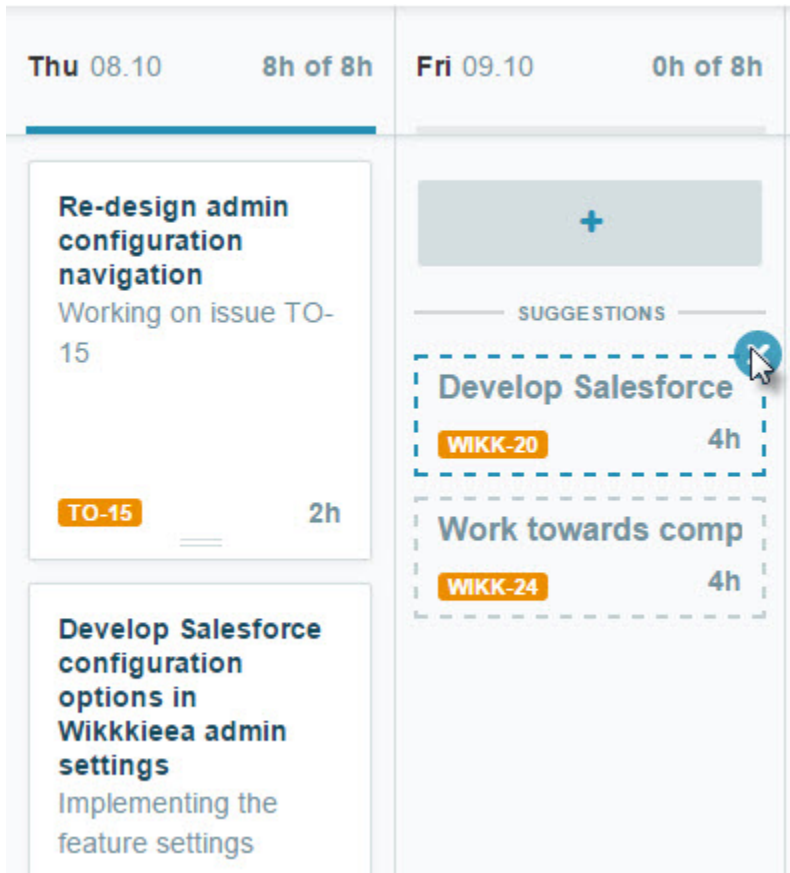 Thu 08.10 8h of 8h
Re-design admin
configuration
navigation
Working on issue TO-
15
TO-15 2h
Develop Salesforce
configuration
options in
Wikkkieea admin
settings
Implementing the
feature settings
Fri 09.10 0h of 8h
+
SUGGESTIONS
Develop Salesforce
WIKK-20 4h
Work towards comp
WIKK-24 4h